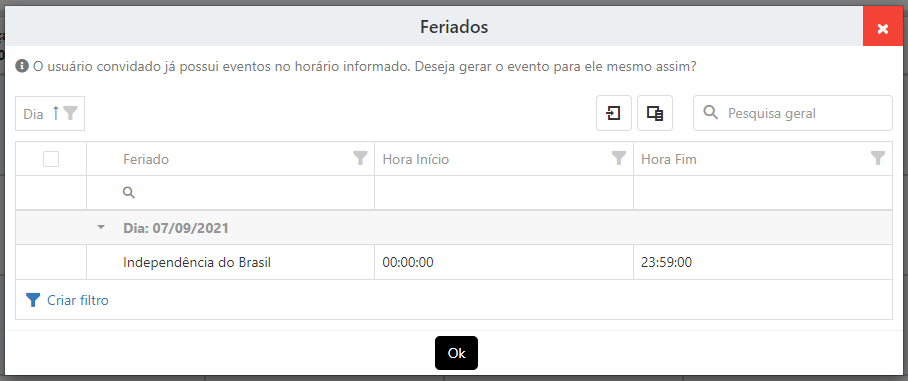 Feriados
O usuário convidado já possui eventos no horário informado. Deseja gerar o evento para ele mesmo assim?
Dia
Pesquisa geral
Feriado Hora Início Hora Fim
Dia: 07/09/2021
Independência do Brasil 00:00:00 23:59:00
Criar filtro
Ok